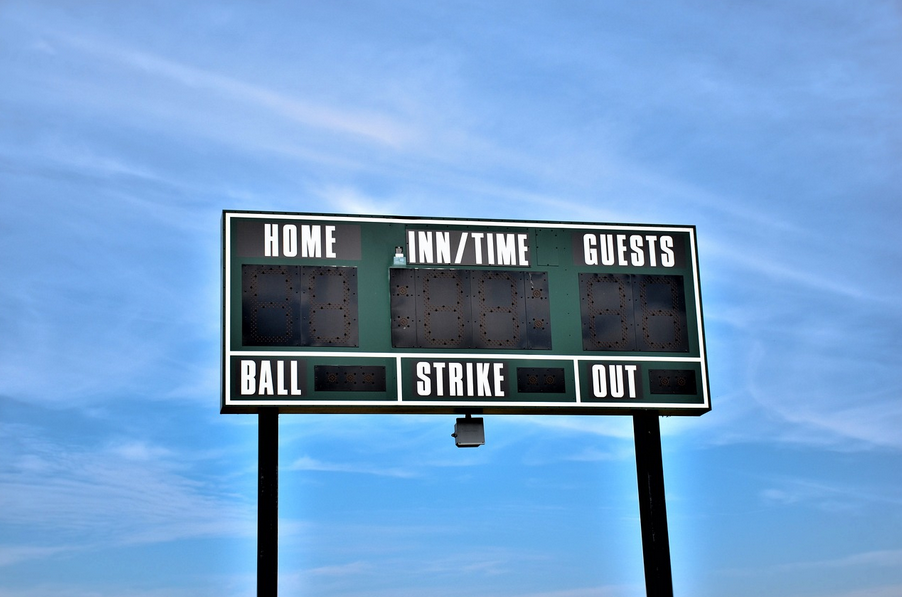 HOME INN/TIME GUESTS
BALL STRIKE OUT